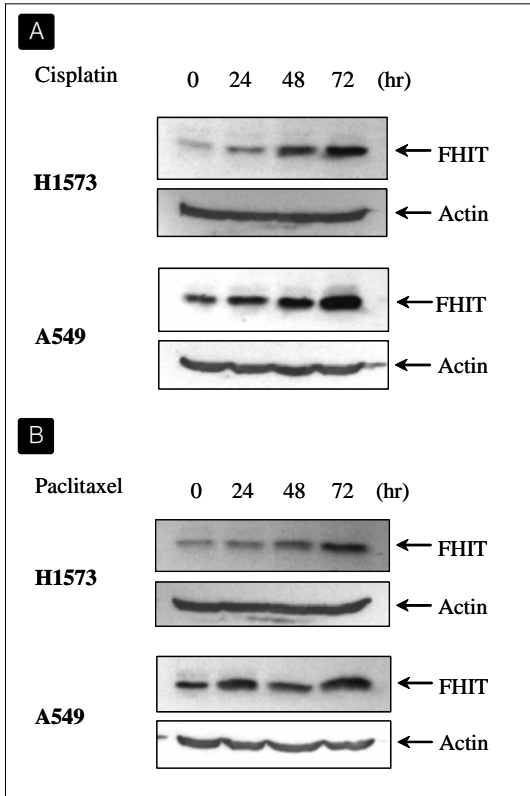 A
Cisplatin 0 24 48 72 (hr)
FHIT
H1573
Actin
FHIT
A549
Actin
B
Paclitaxel 0 24 48 72 (hr)
FHIT
H1573
Actin
FHIT
A549
Actin